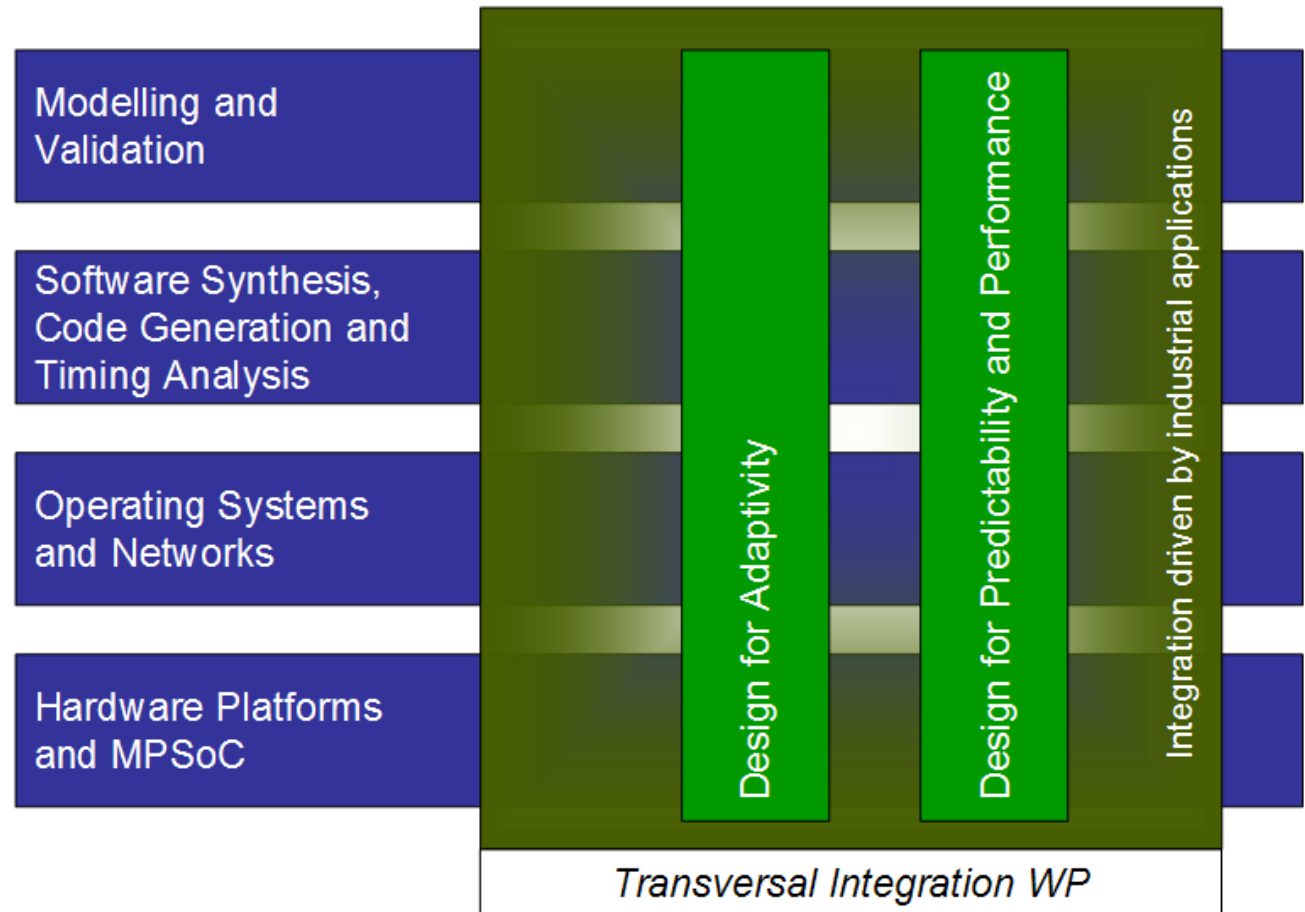 Modelling and
Validation
Software Synthesis,
Code Generation and
Timing Analysis
Operating Systems
and Networks
Hardware Platforms
and MPSoC
Design for Adaptivity
Design for Predictability and Performance
Integration driven by industrial applications
Transversal Integration WP